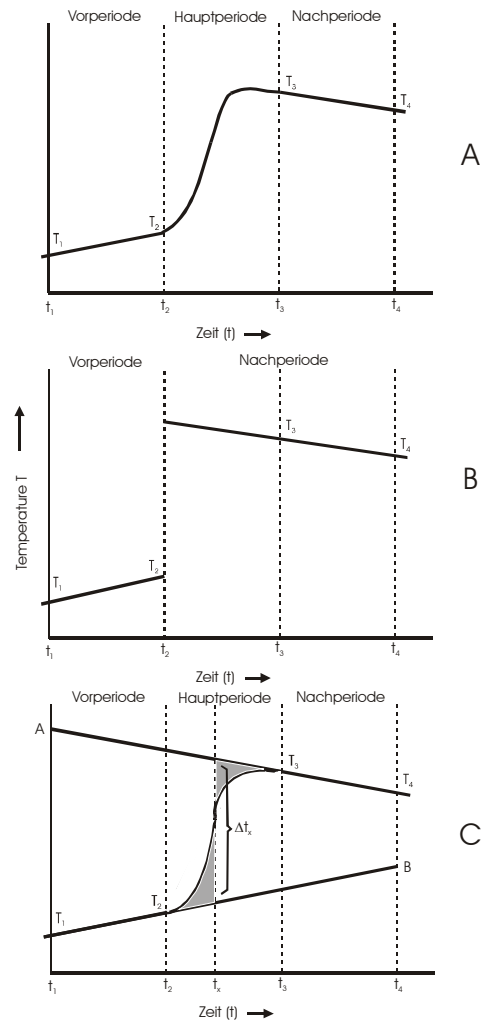 Vorperiode Hauptperiode Nachperiode
T₃
T₄
A
T₂
T₁
t₁ t₂ t₃ t₄
Zeit (t)
Vorperiode Nachperiode
T₃
T₄
B
Temperature T
T₂
T₁
t₁ t₂ t₃ t₄
Zeit (t)
Vorperiode Hauptperiode Nachperiode
A
T₃
T₄
Δtₓ
C
B
T₂
T₁
t₁ t₂ tₓ t₃ t₄
Zeit (t)